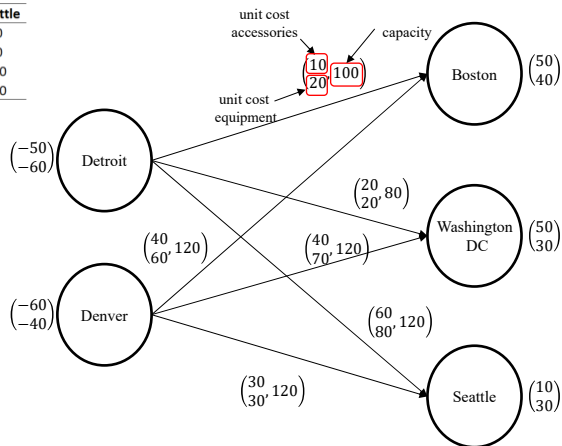 ttle
0
0
0
0
unit cost
accessories
capacity
(10
20, 100)
unit cost
equipment
Boston
(50
40)
(−50
−60)
Detroit
(20
20, 80)
Washington
DC
(50
30)
(40
60, 120)
(40
70, 120)
(−60
−40)
Denver
(60
80, 120)
(30
30, 120)
Seattle
(10
30)